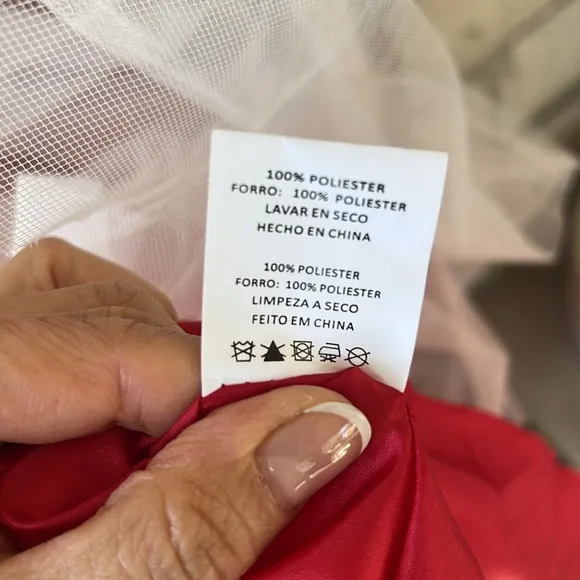 100% POLIESTER
FORRO: 100% POLIESTER
LAVAR EN SECO
HECHO EN CHINA
100% POLIESTER
FORRO: 100% POLIESTER
LIMPEZA A SECO
FEITO EM CHINA